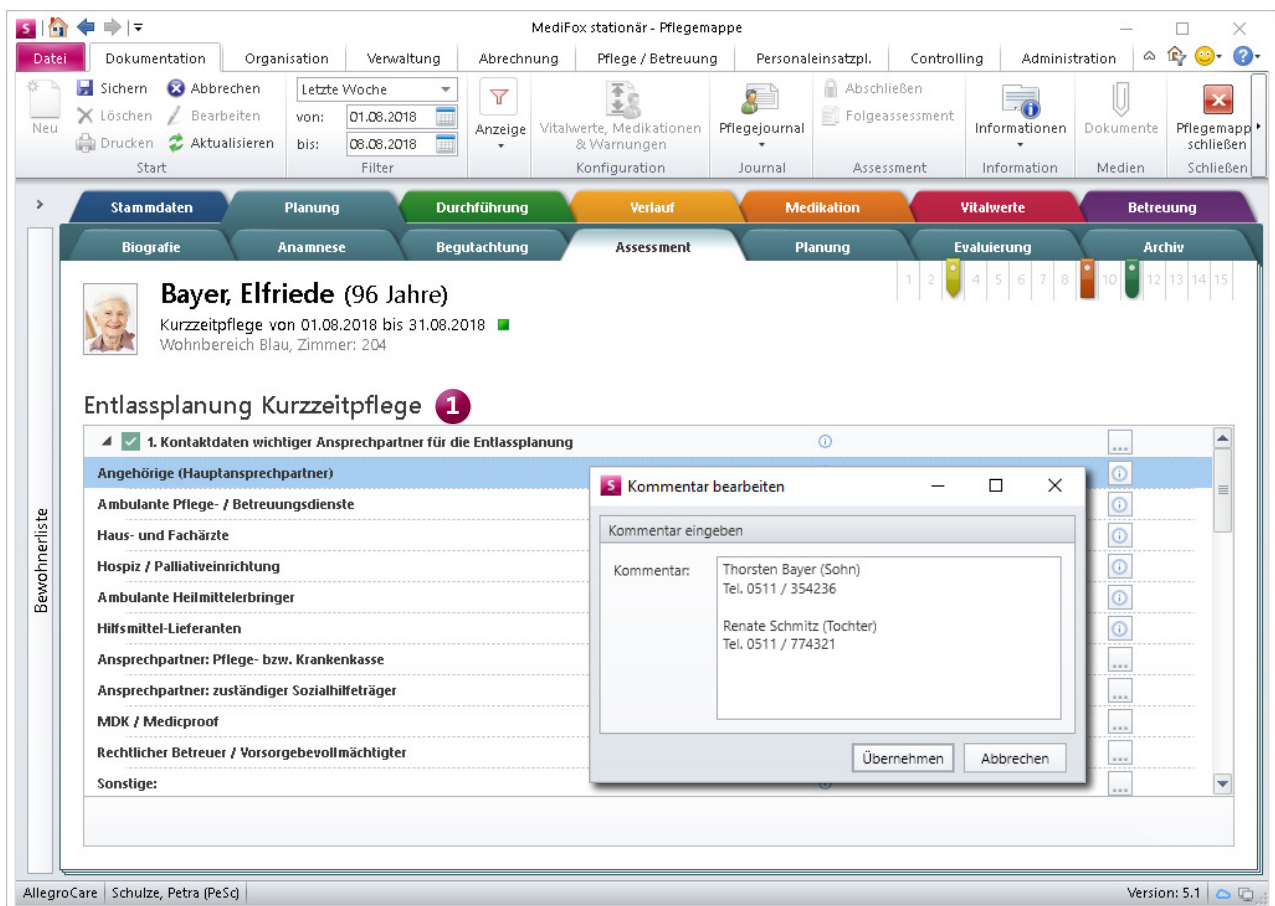 S
MediFox stationär - Pflegemappe
Datei Dokumentation Organisation Verwaltung Abrechnung Pflege / Betreuung Personaleinsatzpl. Controlling Administration
Neu
Sichern Abbrechen
Löschen Bearbeiten
Drucken Aktualisieren
Start
Letzte Woche
von: 01.08.2018
bis: 08.08.2018
Filter
Anzeige
Vitalwerte, Medikationen
& Warnungen
Konfiguration
Pflegejournal
Journal
Abschließen
Folgeassessment
Assessment
Informationen
Information
Dokumente
Medien
Pflegemapp
schließen
Schließen
Stammdaten Planung Durchführung Verlauf Medikation Vitalwerte Betreuung
Biografie Anamnese Begutachtung Assessment Planung Evaluierung Archiv
1 2 4 5 6 7 8 10 12 13 14 15
Bayer, Elfriede (96 Jahre)
Kurzzeitpflege von 01.08.2018 bis 31.08.2018
Wohnbereich Blau, Zimmer: 204
Bewohnerliste
Entlassplanung Kurzzeitpflege 1
1. Kontaktdaten wichtiger Ansprechpartner für die Entlassplanung ...
Angehörige (Hauptansprechpartner)
Ambulante Pflege- / Betreuungsdienste
Haus- und Fachärzte
Hospiz / Palliativeinrichtung
Ambulante Heilmittelerbringer
Hilfsmittel-Lieferanten
Ansprechpartner: Pflege- bzw. Krankenkasse ...
Ansprechpartner: zuständiger Sozialhilfeträger ...
MDK / Medicproof ...
Rechtlicher Betreuer / Vorsorgebevollmächtigter ...
Sonstige: ...
S Kommentar bearbeiten
Kommentar eingeben
Kommentar:
Thorsten Bayer (Sohn)
Tel. 0511 / 354236
Renate Schmitz (Tochter)
Tel. 0511 / 774321
Übernehmen Abbrechen
AllegroCare Schulze, Petra (PeSc) Version: 5.1